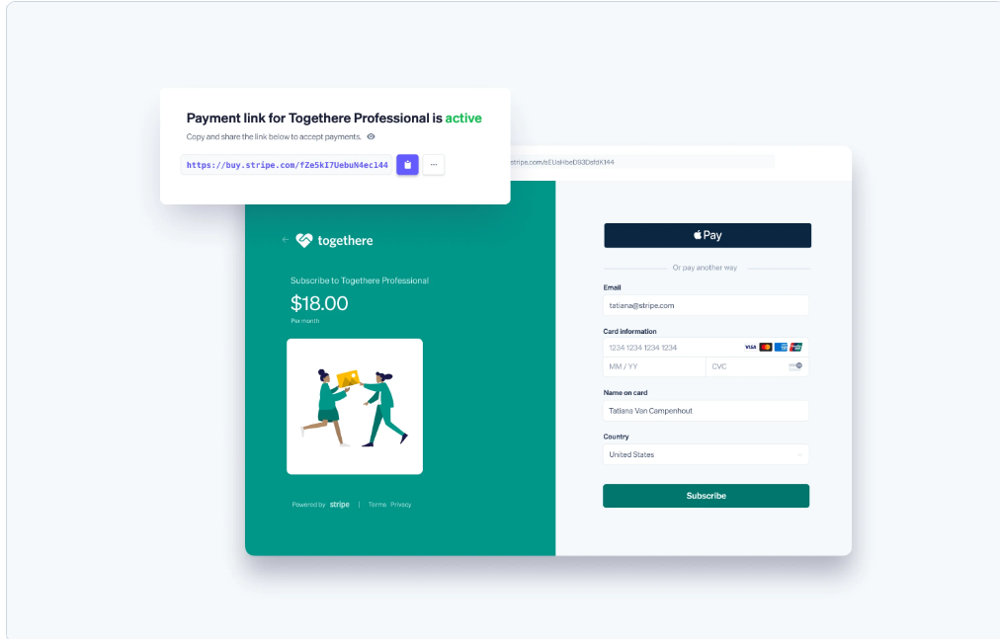 Payment link for Togethere Professional is active
Copy and share the link below to accept payments.
https://buy.stripe.com/fZe5kI7UebuN4ec144
stripe.com/aEUaHbeD93DafdK144
togethere
Subscribe to Togethere Professional
$18.00
Per month
Powered by stripe | Terms Privacy
Pay
Or pay another way
Email
tatiana@stripe.com
Card information
1234 1234 1234 1234 VISA
MM / YY CVC
Name on card
Tatiana Van Campenhout
Country
United States
Subscribe